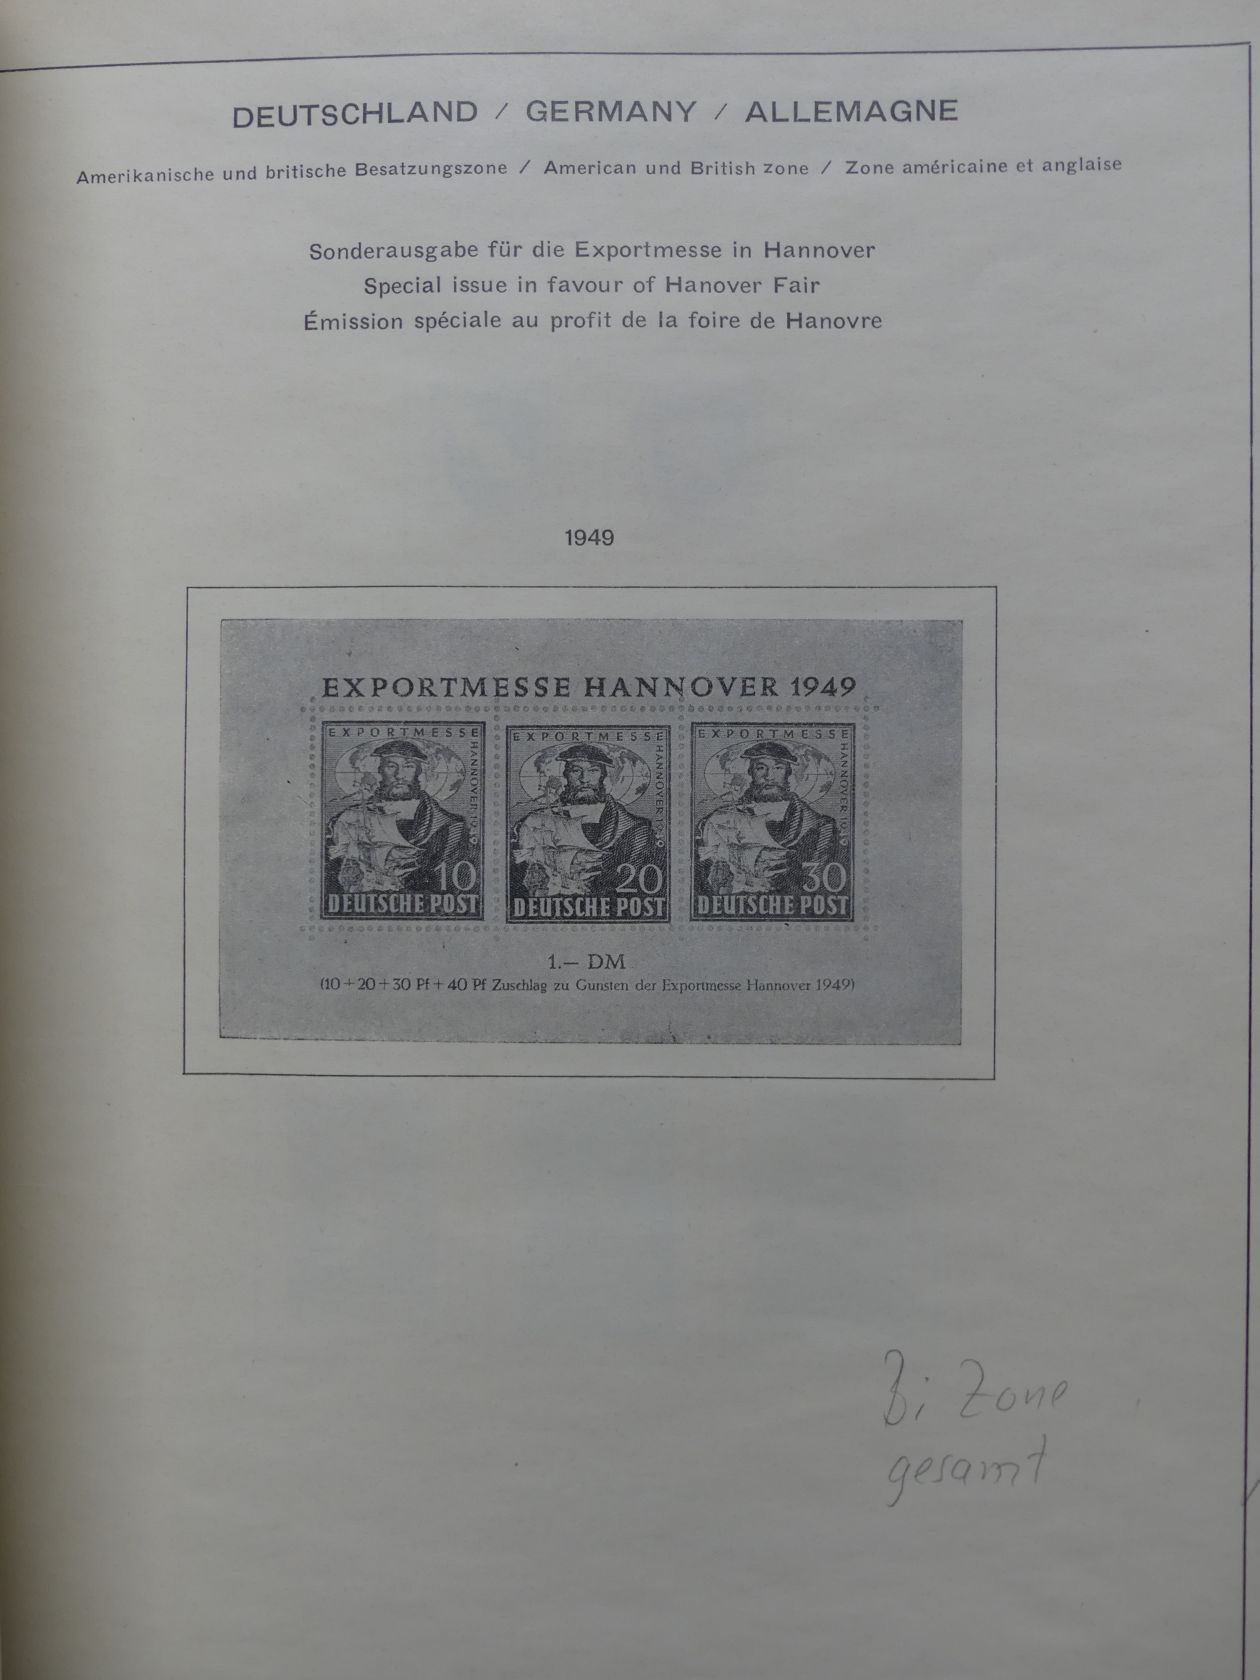 DEUTSCHLAND / GERMANY / ALLEMAGNE
Amerikanische und britische Besatzungszone / American und British zone / Zone américaine et anglaise
Sonderausgabe für die Exportmesse in Hannover
Special issue in favour of Hanover Fair
Émission spéciale au profit de la foire de Hanovre
1949
EXPORTMESSE HANNOVER 1949
EXPORTMESSE
HANNOVER 1949
10
DEUTSCHE POST
EXPORTMESSE
HANNOVER 1949
20
DEUTSCHE POST
EXPORTMESSE
HANNOVER 1949
30
DEUTSCHE POST
1.— DM
(10+20+30 Pf+40 Pf Zuschlag zu Gunsten der Exportmesse Hannover 1949)
Bi Zone
gesamt